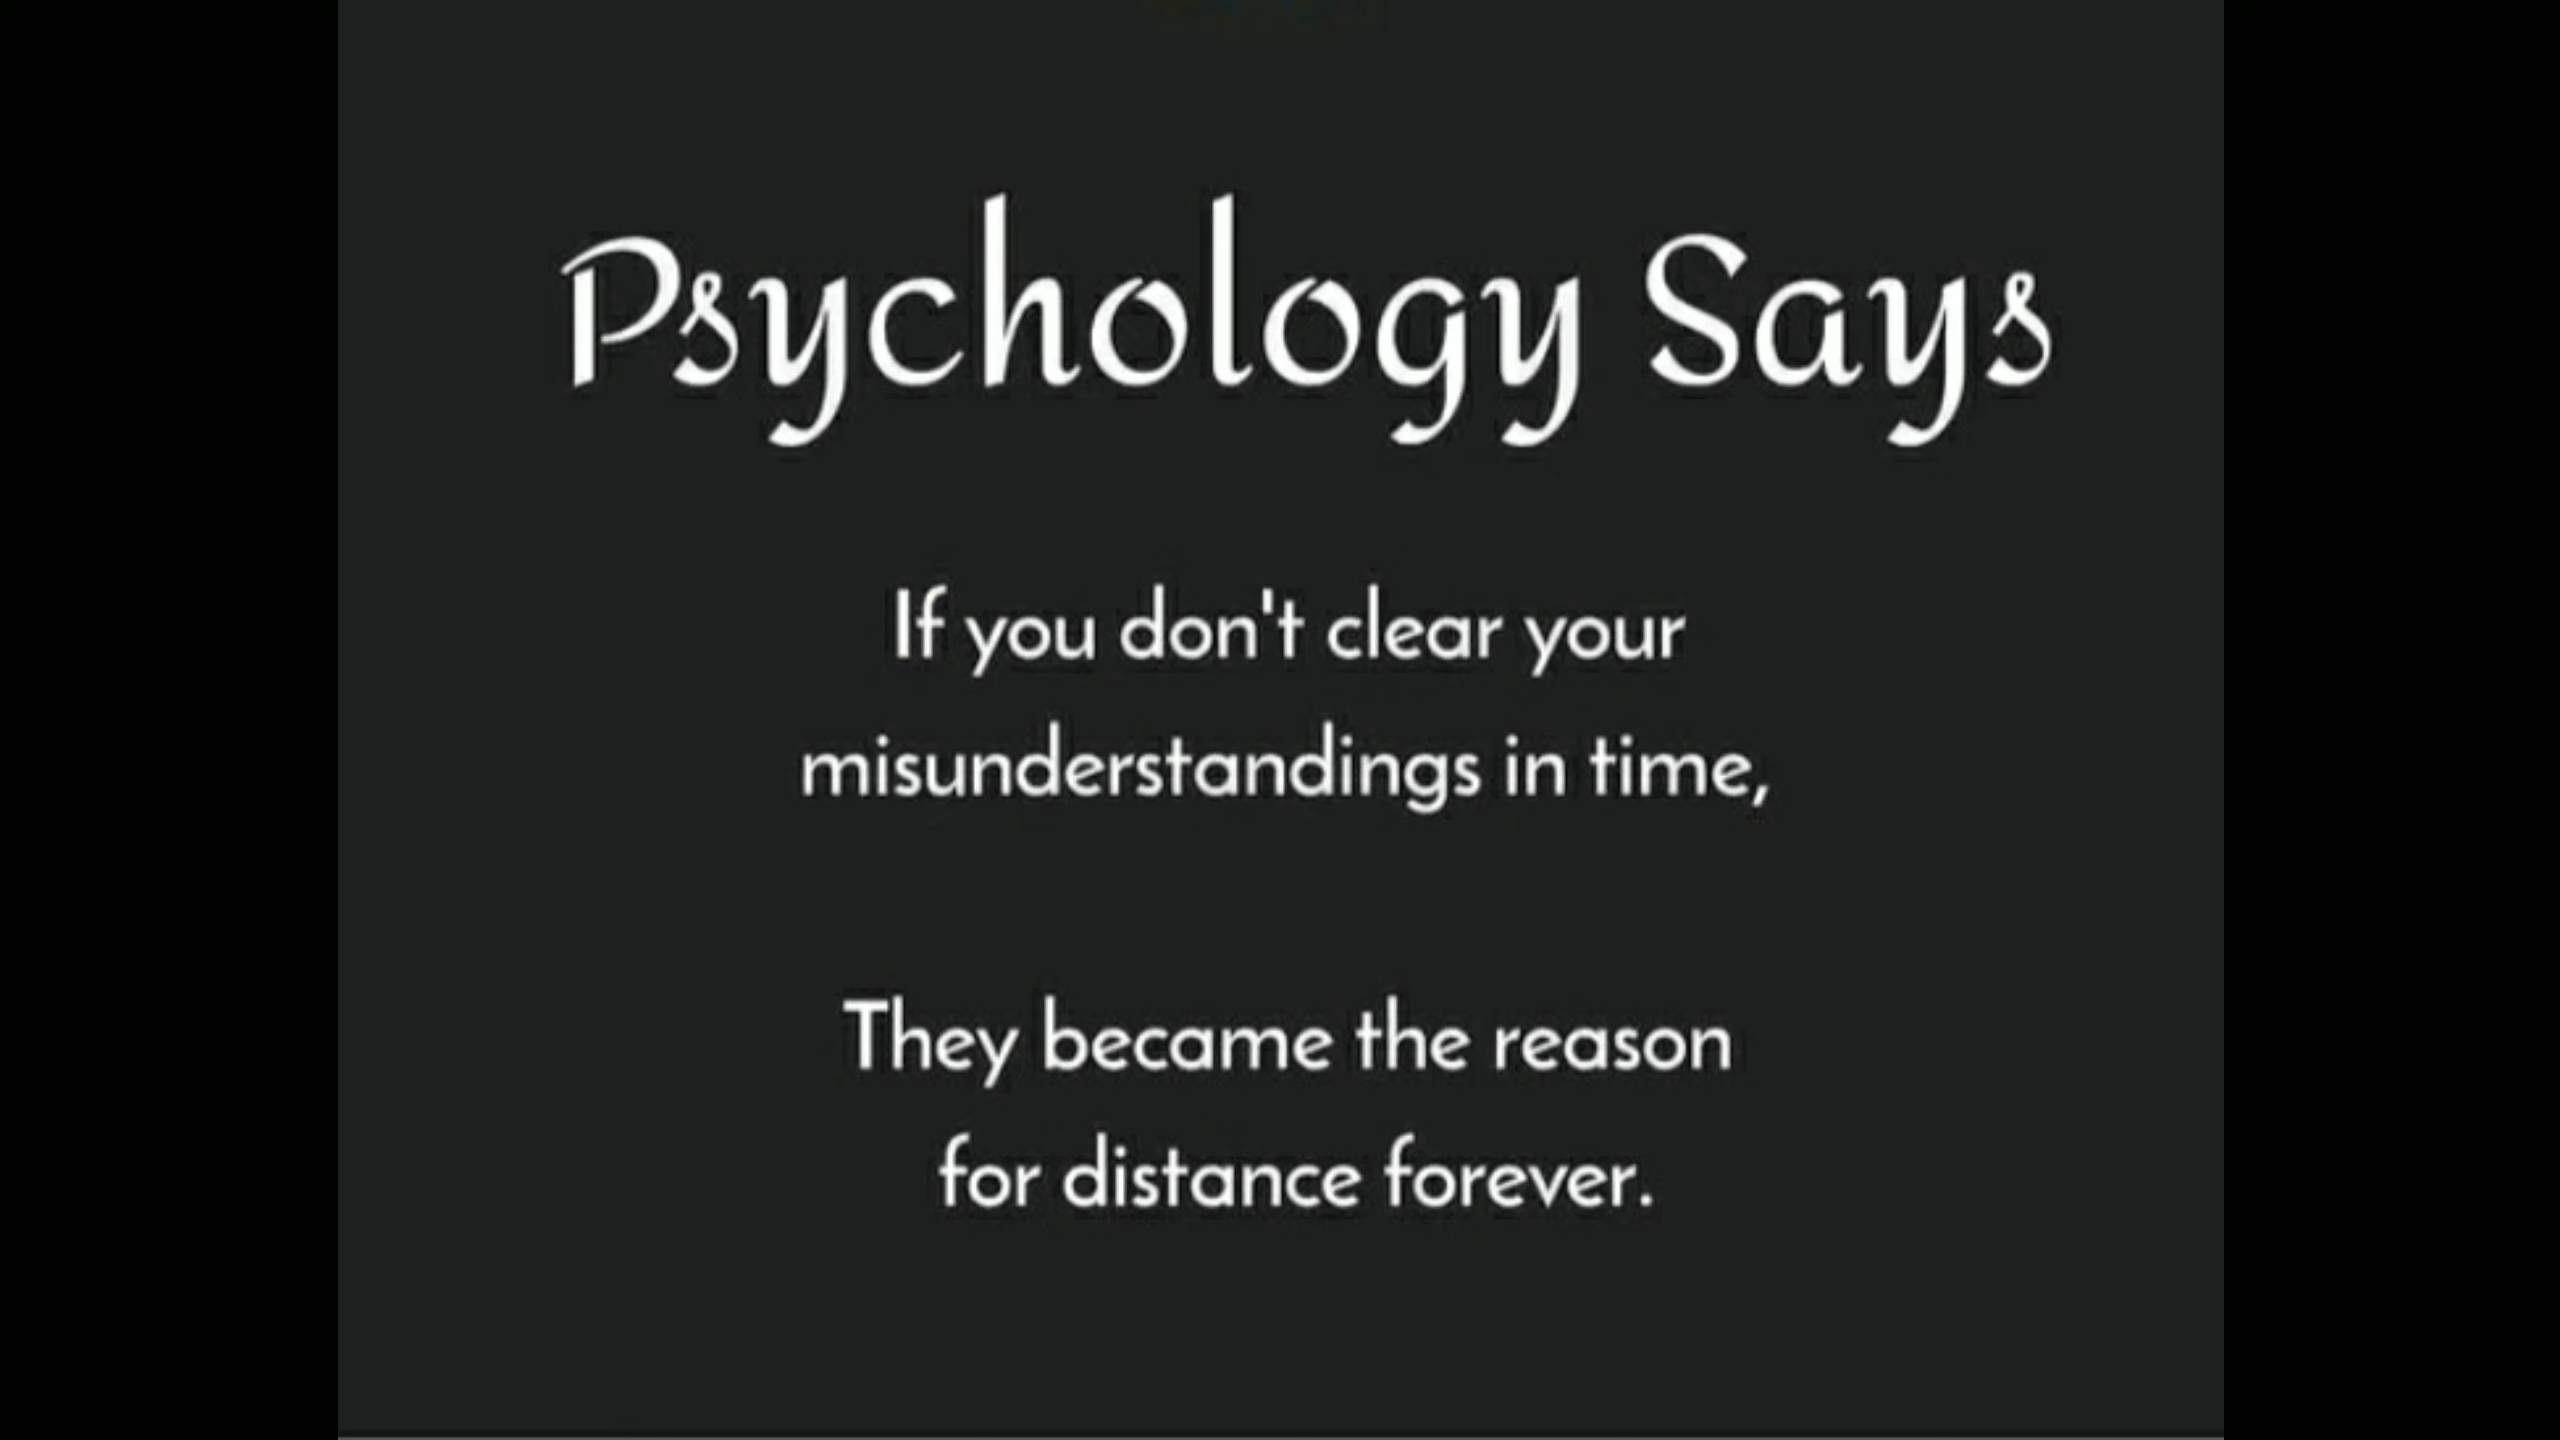 Psychology Says
If you don't clear your
misunderstandings in time,
They became the reason
for distance forever.